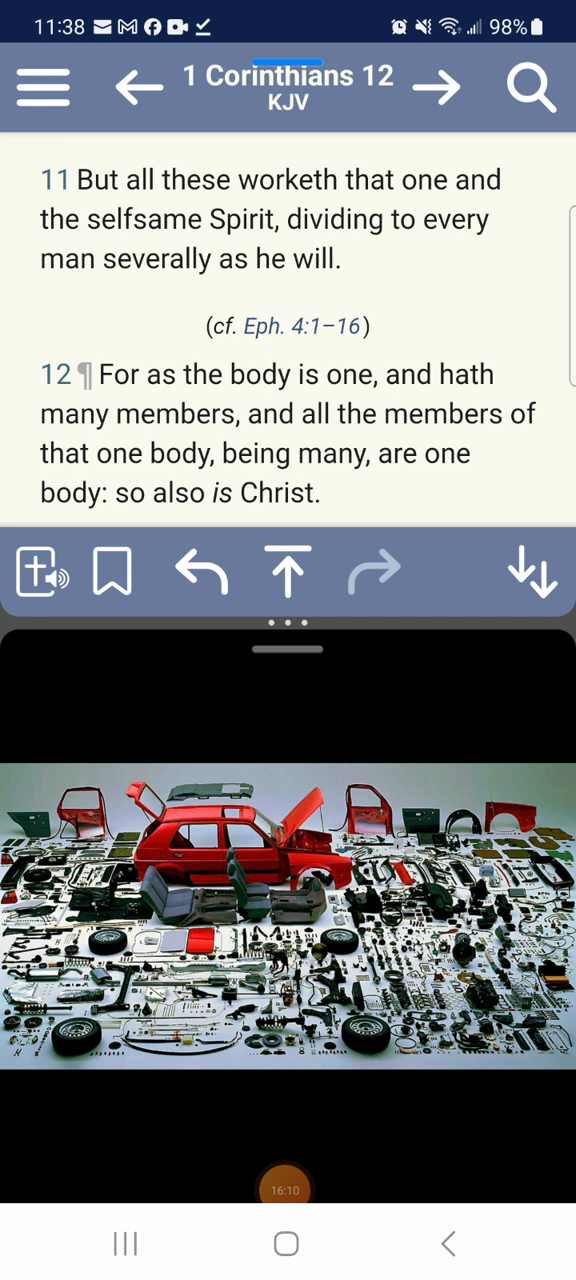 11:38 98%
1 Corinthians 12
KJV
11 But all these worketh that one and
the selfsame Spirit, dividing to every
man severally as he will.
(cf. Eph. 4:1–16)
12 ¶ For as the body is one, and hath
many members, and all the members of
that one body, being many, are one
body: so also is Christ.
16:10